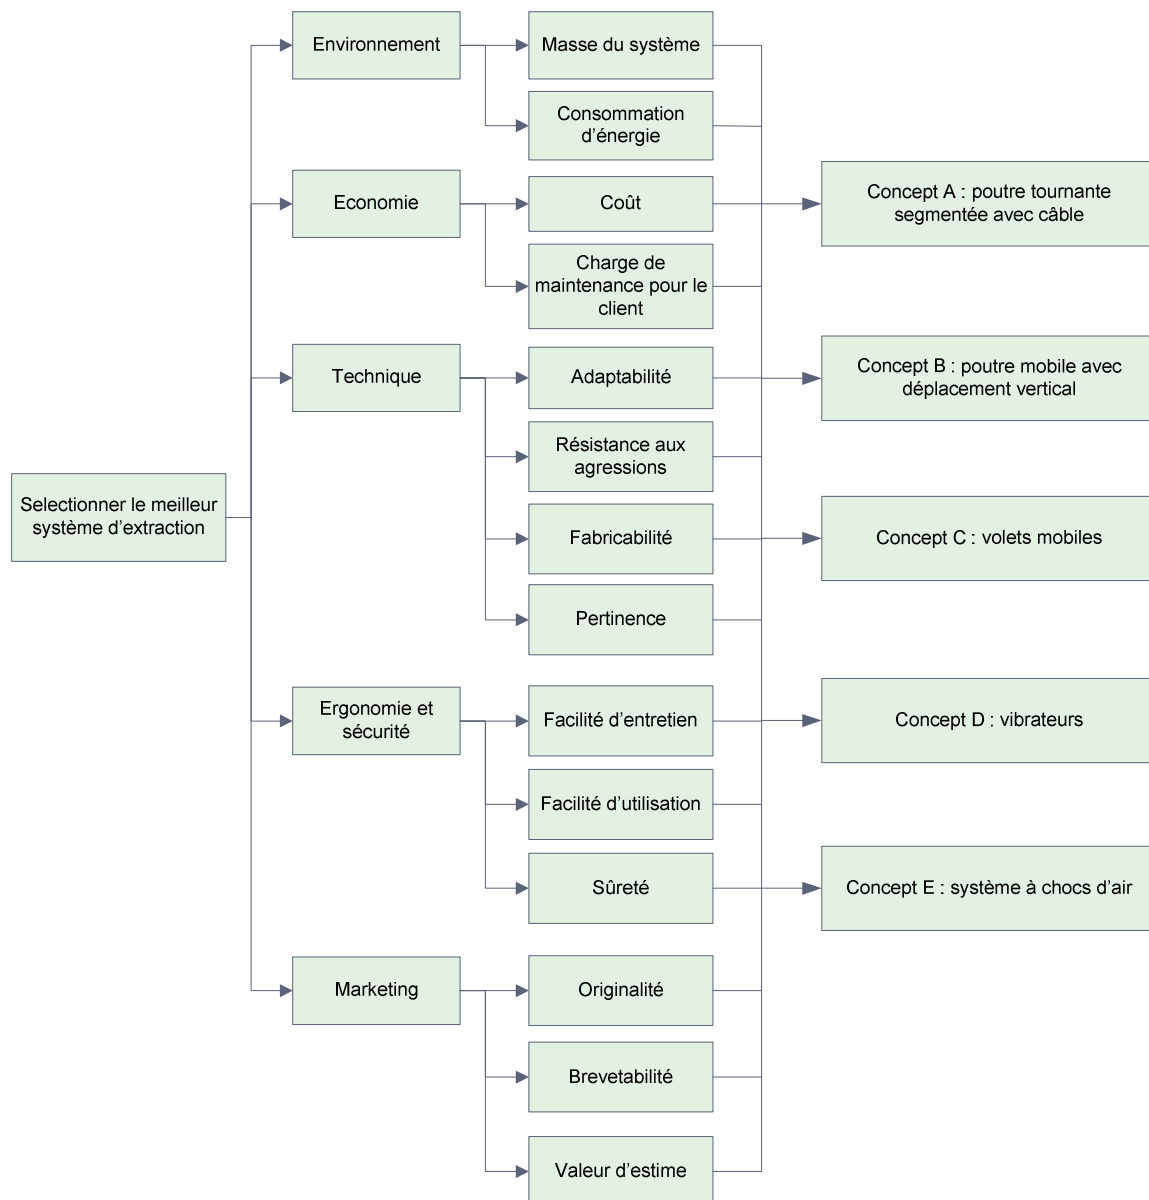 Environnement
Masse du système
Consommation
d’énergie
Economie
Coût
Concept A : poutre tournante
segmentée avec câble
Charge de
maintenance pour le
client
Technique
Adaptabilité
Concept B : poutre mobile avec
déplacement vertical
Résistance aux
agressions
Selectionner le meilleur
système d’extraction
Fabricabilité
Concept C : volets mobiles
Pertinence
Ergonomie et
sécurité
Facilité d’entretien
Concept D : vibrateurs
Facilité d’utilisation
Sûreté
Concept E : système à chocs d’air
Marketing
Originalité
Brevetabilité
Valeur d’estime